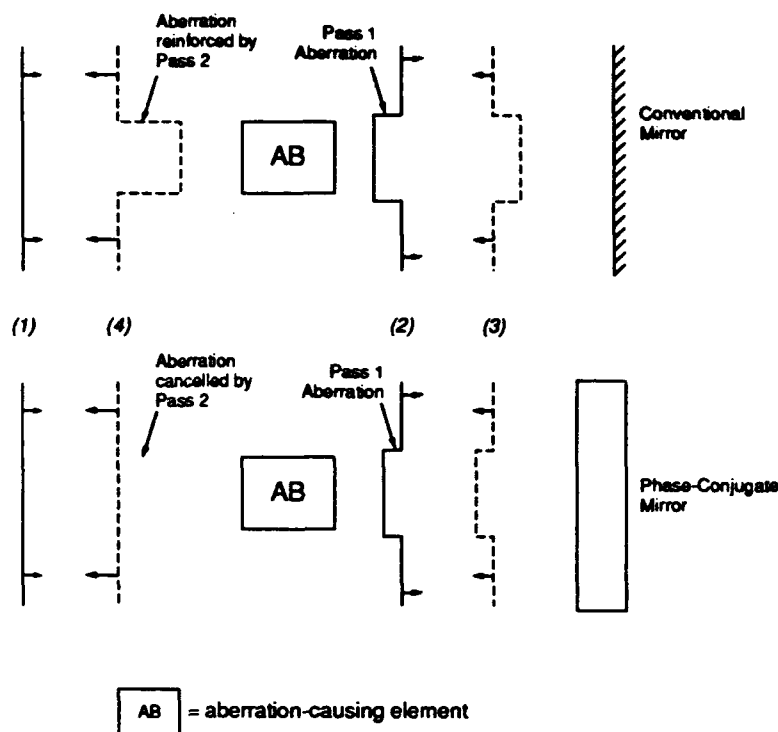 Aberration
reinforced by
Pass 2
Pass 1
Aberration
AB
Conventional
Mirror
(1)
(4)
(2)
(3)
Aberration
cancelled by
Pass 2
Pass 1
Aberration
AB
Phase-Conjugate
Mirror
AB = aberration-causing element